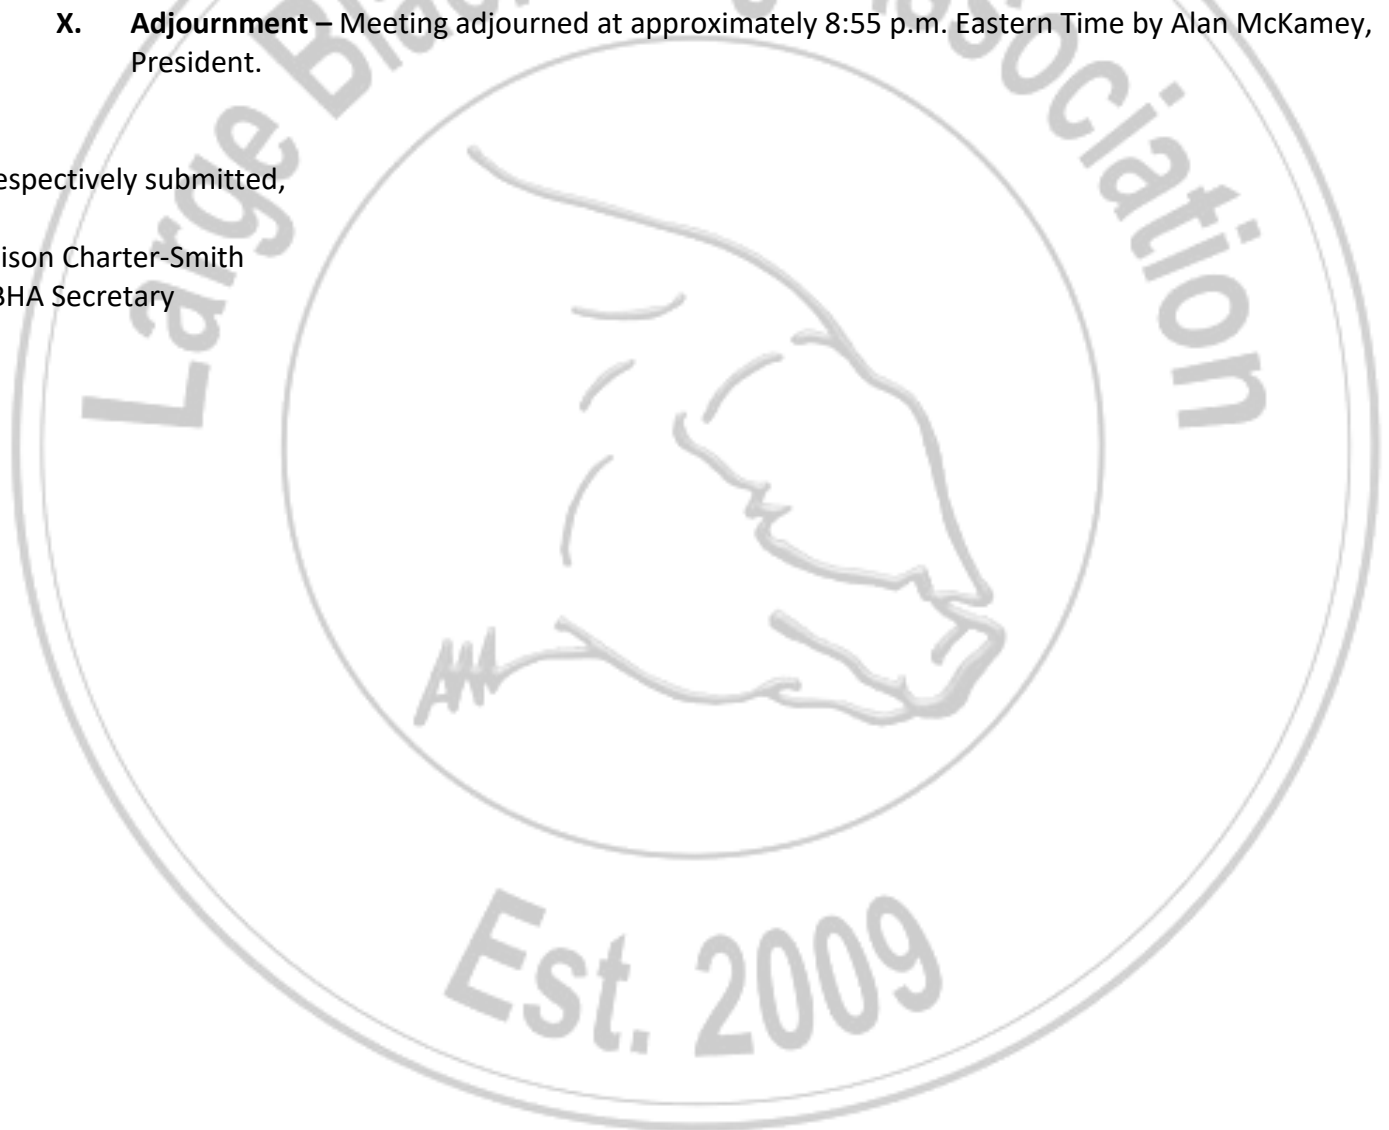 X. Adjournment – Meeting adjourned at approximately 8:55 p.m. Eastern Time by Alan McKamey,
President.
espectively submitted,
ison Charter-Smith
BHA Secretary
Large
Association
Est. 2009